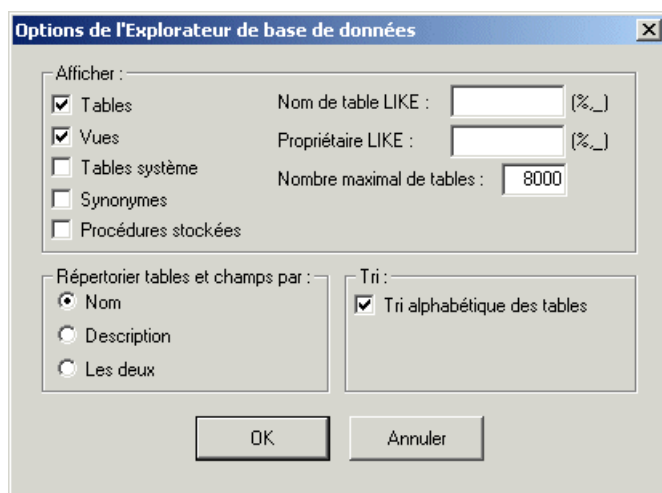 Options de l'Explorateur de base de données
Afficher :
Tables
Nom de table LIKE :
(%,_)
Vues
Propriétaire LIKE :
(%,_)
Tables système
Nombre maximal de tables :
8000
Synonymes
Procédures stockées
Répertorier tables et champs par :
Nom
Description
Les deux
Tri :
Tri alphabétique des tables
OK
Annuler